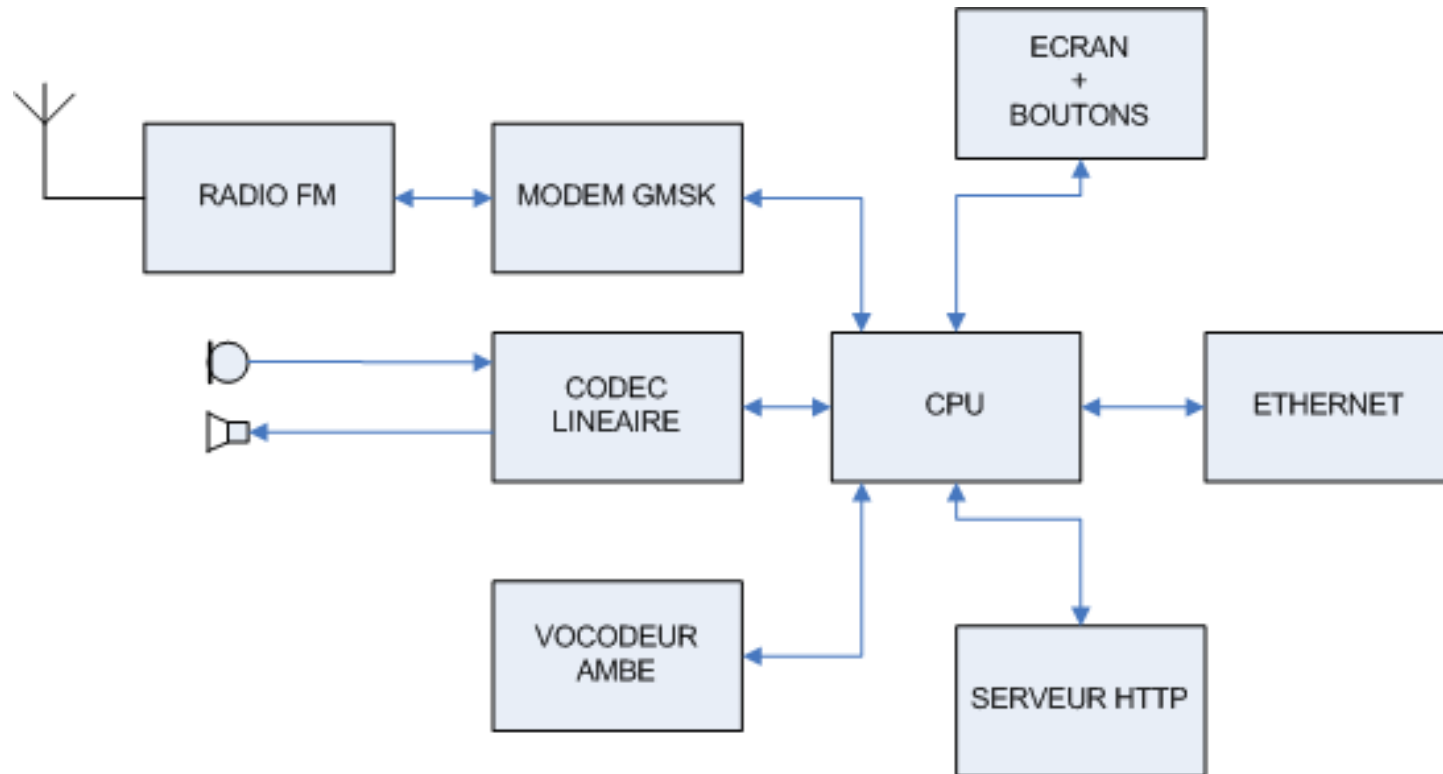 ECRAN
+
BOUTONS
RADIO FM
MODEM GMSK
CODEC
LINEAIRE
CPU
ETHERNET
VOCODEUR
AMBE
SERVEUR HTTP